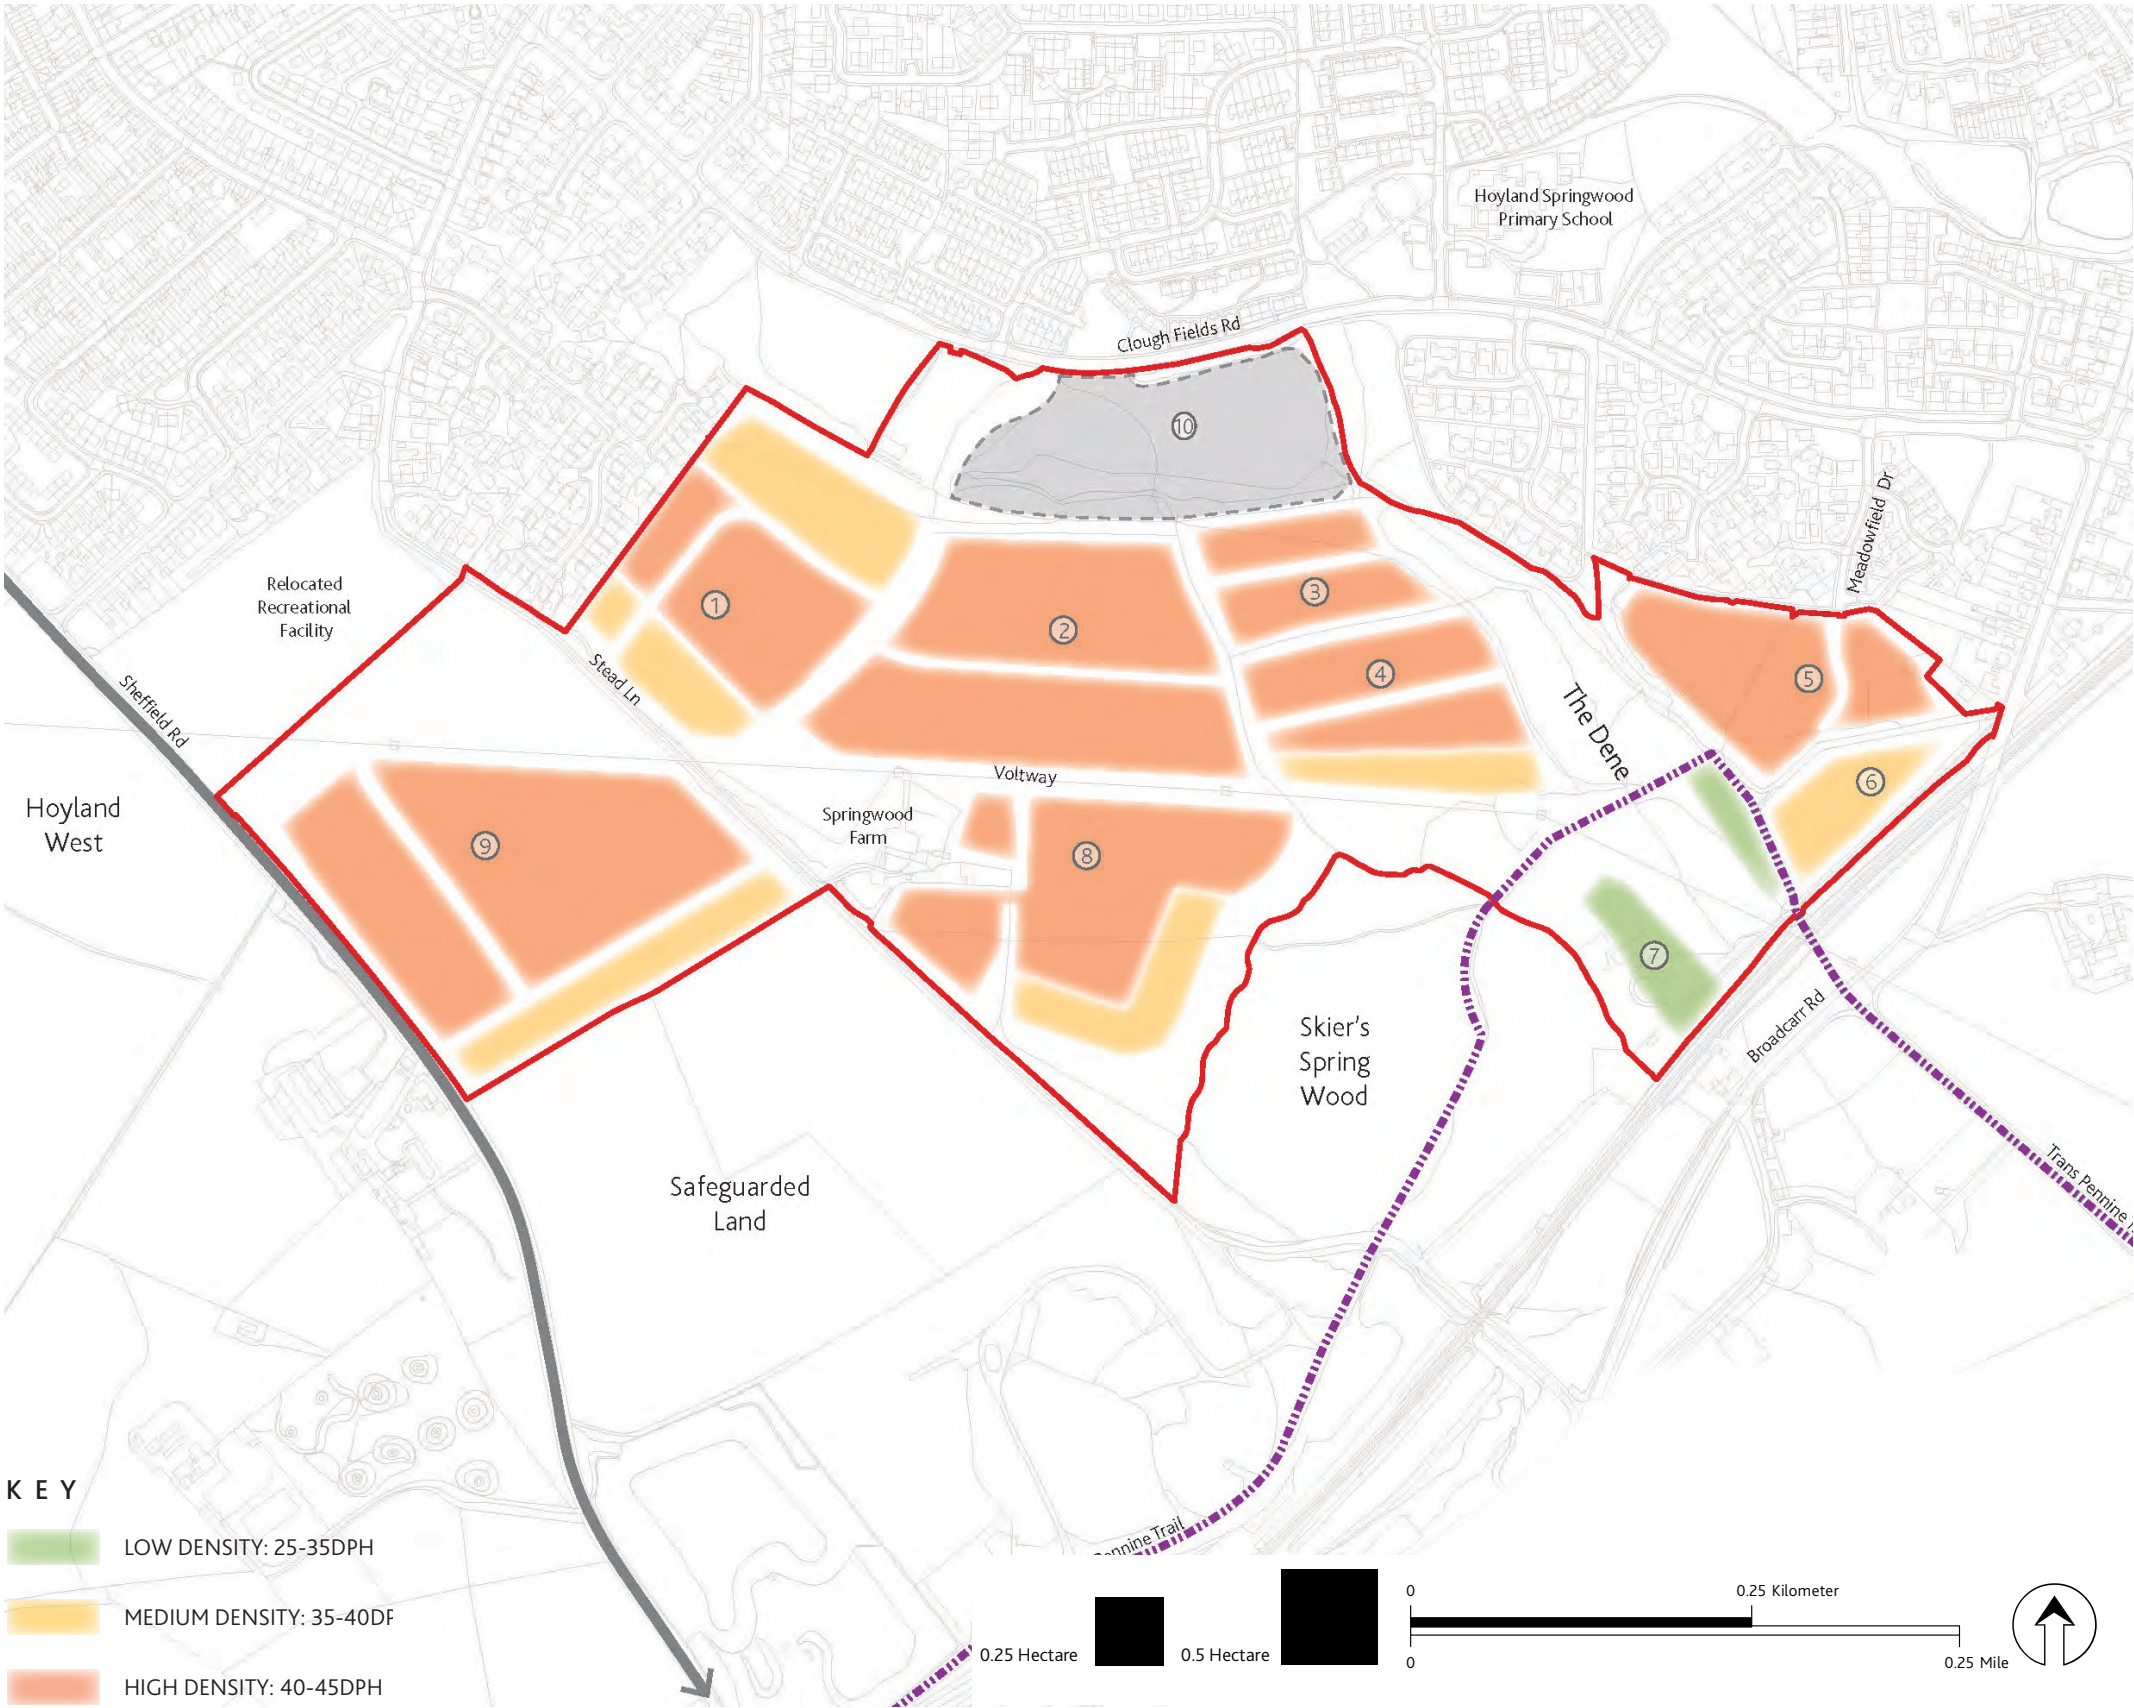 Hoyland Springwood
Primary School
Clough Fields Rd
10
Meadowfield Dr
Relocated
Recreational
Facility
1
3
2
Stead Ln
4
5
The Dene
Sheffield Rd
Voltway
6
Hoyland
West
Springwood
Farm
9
8
7
Skier's
Spring
Wood
Broadcarr Rd
Safeguarded
Land
Trans Pennine
KEY
Pennine Trail
LOW DENSITY: 25-35DPH
MEDIUM DENSITY: 35-40DP
HIGH DENSITY: 40-45DPH
0.25 Hectare
0.5 Hectare
0
0.25 Kilometer
0
0.25 Mile